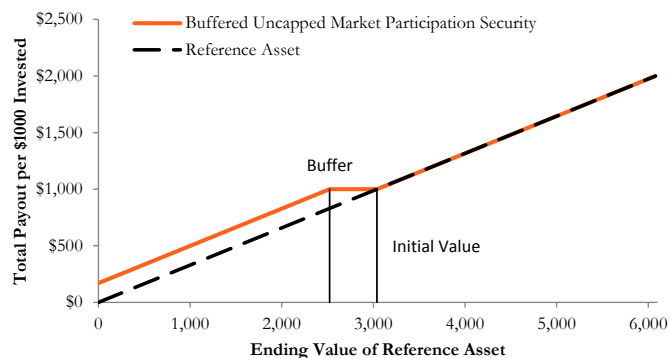 Buffered Uncapped Market Participation Security
Reference Asset
Total Payout per $1000 Invested
$2,500
$2,000
$1,500
$1,000
$500
$0
Buffer
Initial Value
0
1,000
2,000
3,000
4,000
5,000
6,000
Ending Value of Reference Asset